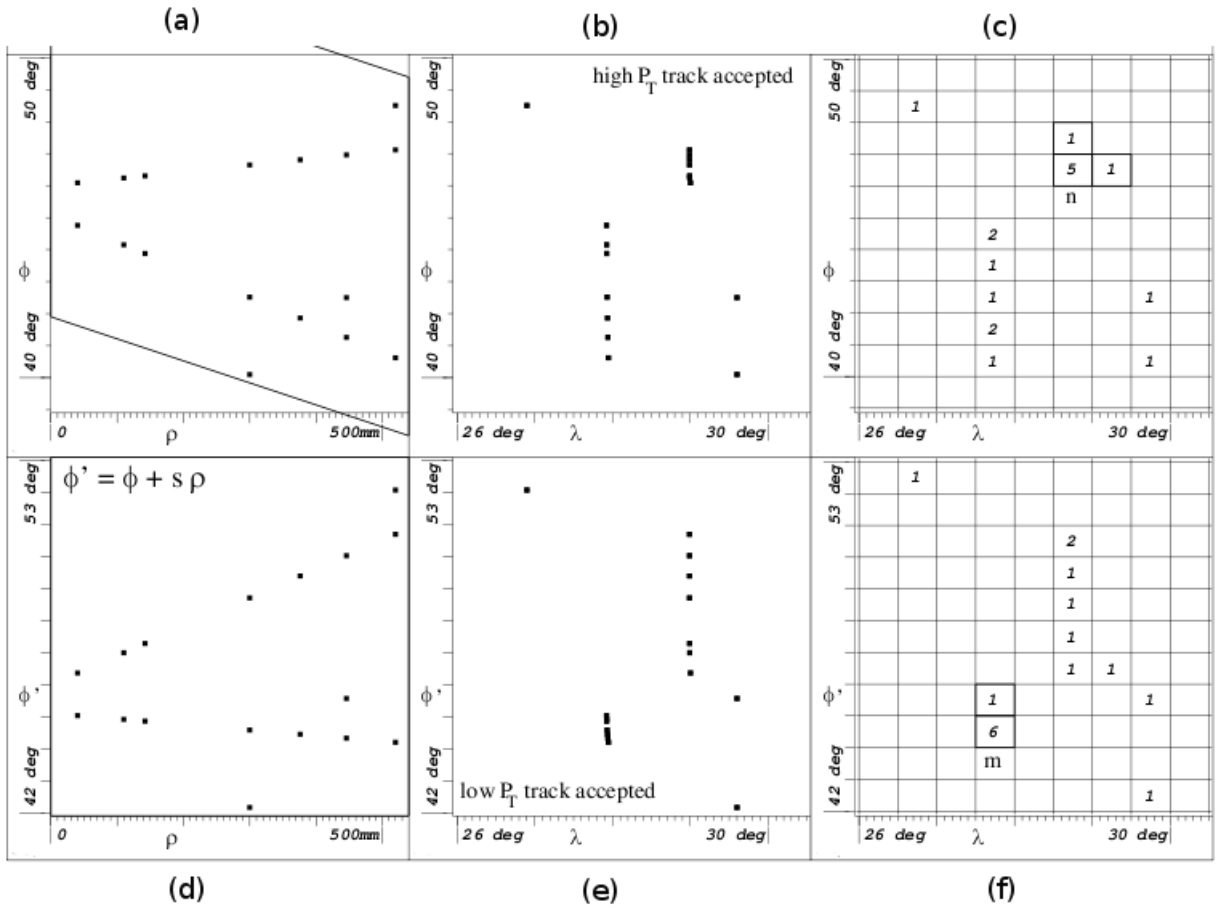 (a)
(b)
(c)
50 deg
ϕ
40 deg
0
ρ
500mm
high P_T track accepted
50 deg
ϕ
40 deg
26 deg
λ
30 deg
50 deg
ϕ
40 deg
1
1
5 1
n
2
1
1 1
2
1 1
26 deg
λ
30 deg
ϕ' = ϕ + s ρ
53 deg
ϕ'
42 deg
0
ρ
500mm
53 deg
ϕ'
42 deg
low P_T track accepted
26 deg
λ
30 deg
53 deg
ϕ'
42 deg
1
2
1
1
1
1 1
1 1
6
m
1
26 deg
λ
30 deg
(d)
(e)
(f)